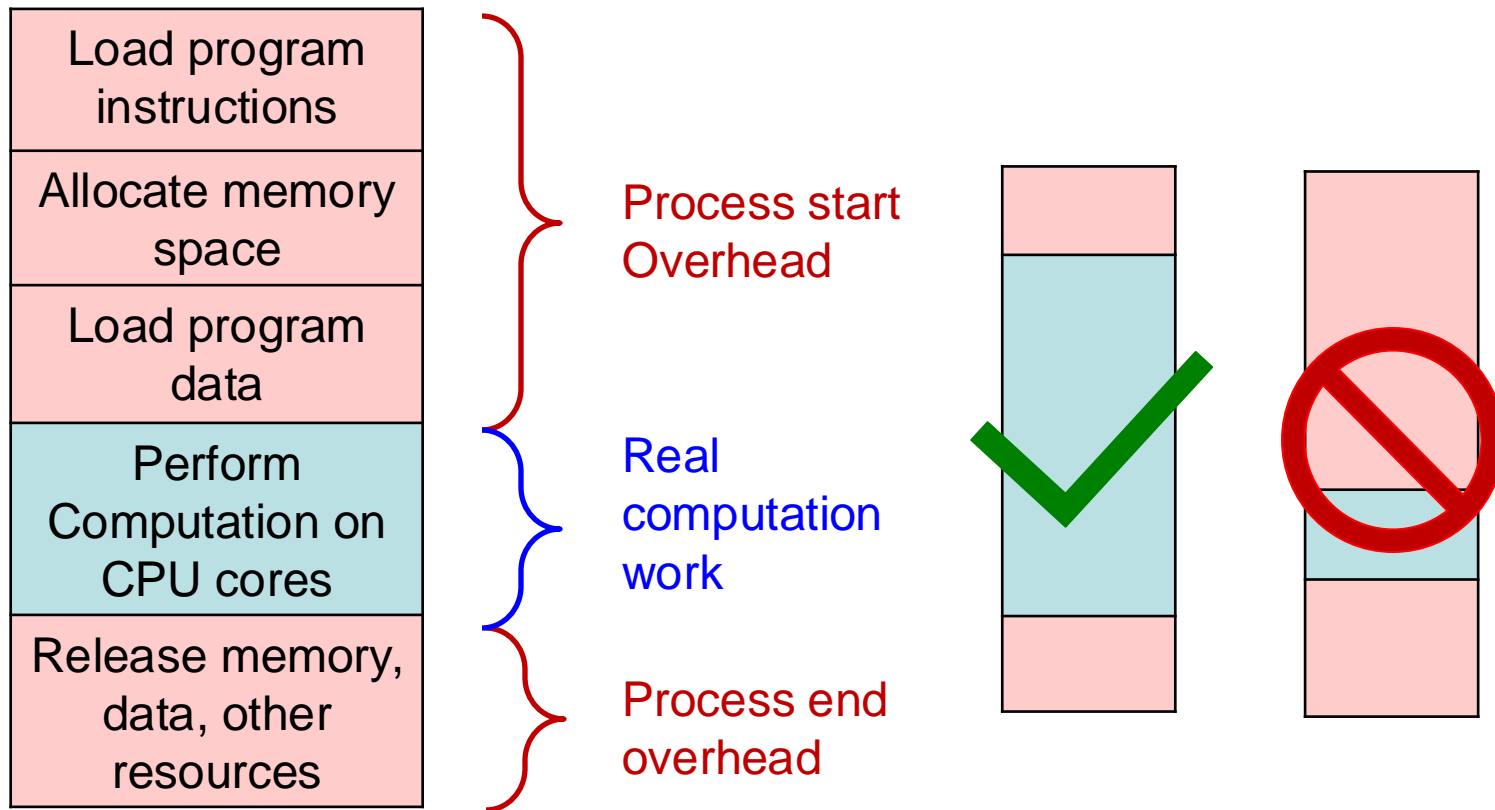 Load program
instructions
Allocate memory
space
Load program
data
Perform
Computation on
CPU cores
Release memory,
data, other
resources
Process start
Overhead
Real
computation
work
Process end
overhead